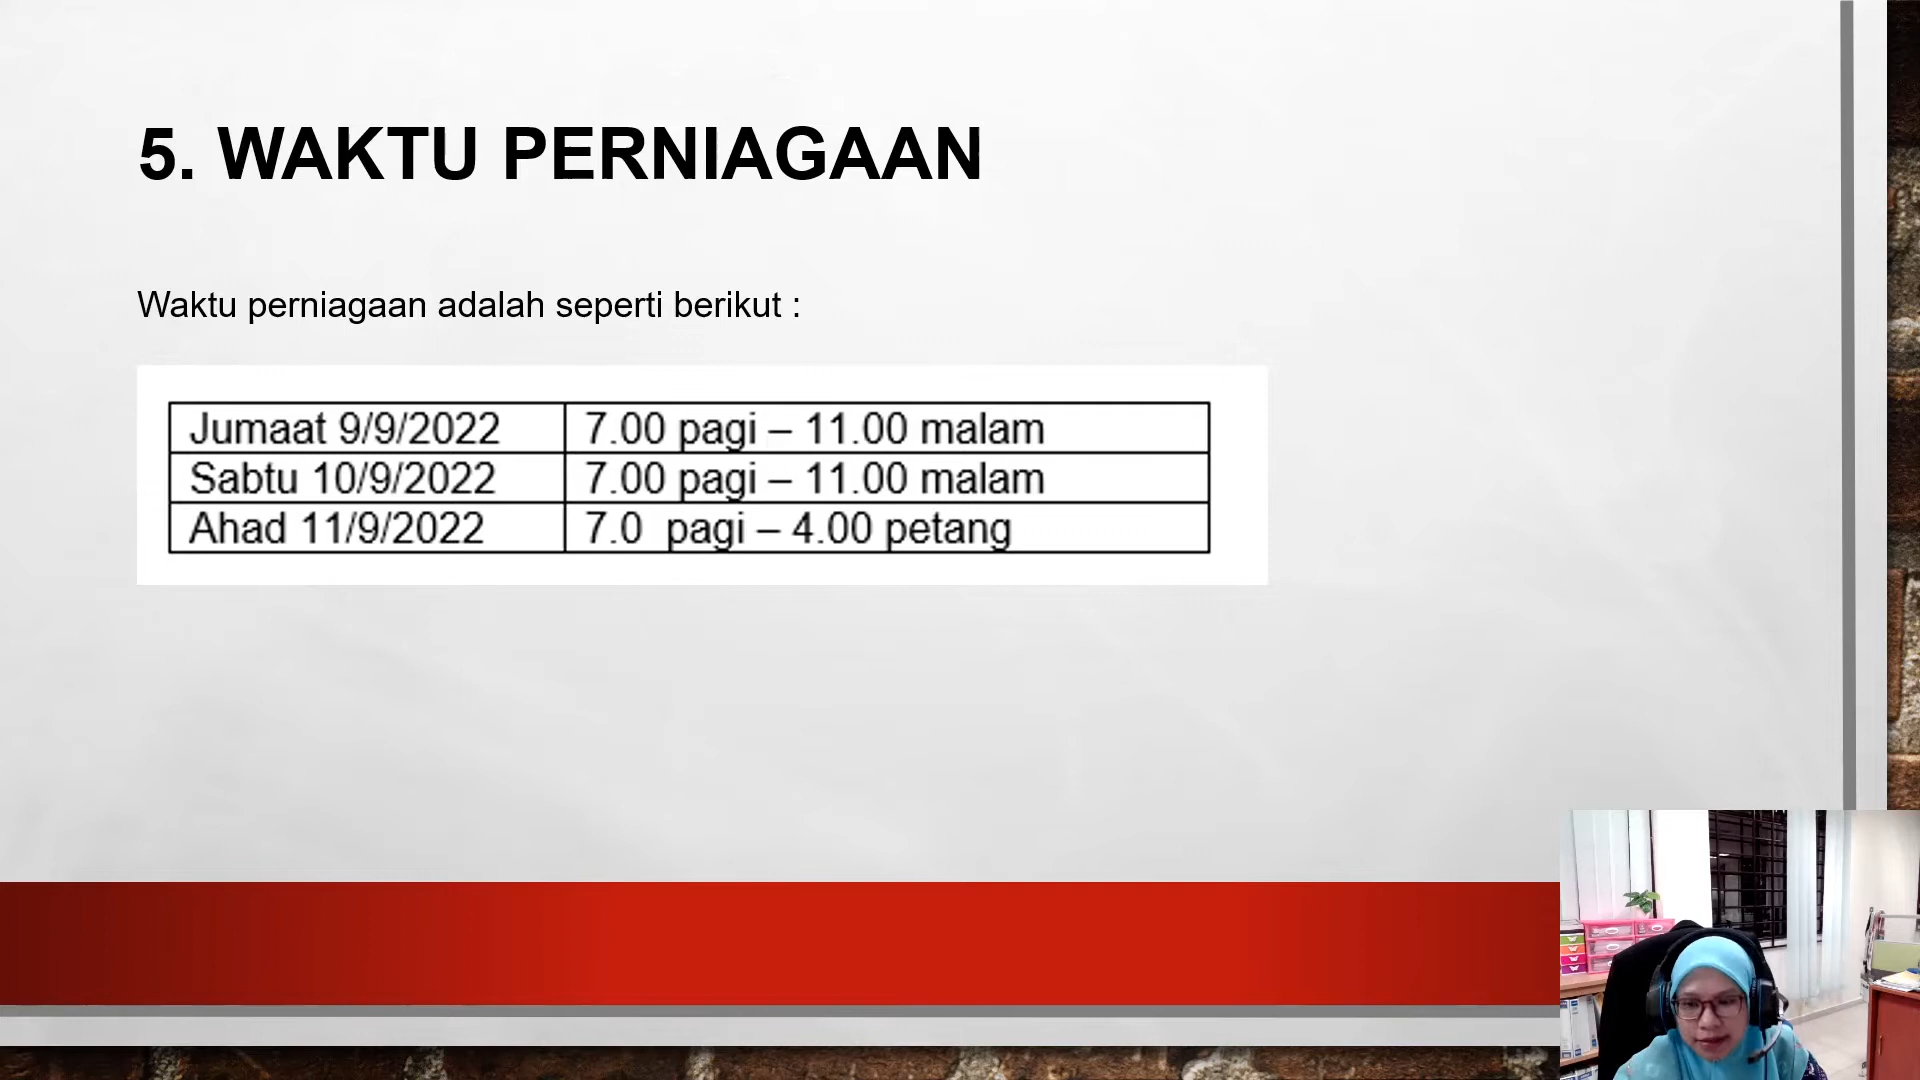 5. WAKTU PERNIAGAAN
Waktu perniagaan adalah seperti berikut :
Jumaat 9/9/2022 7.00 pagi – 11.00 malam
Sabtu 10/9/2022 7.00 pagi – 11.00 malam
Ahad 11/9/2022 7.0 pagi – 4.00 petang